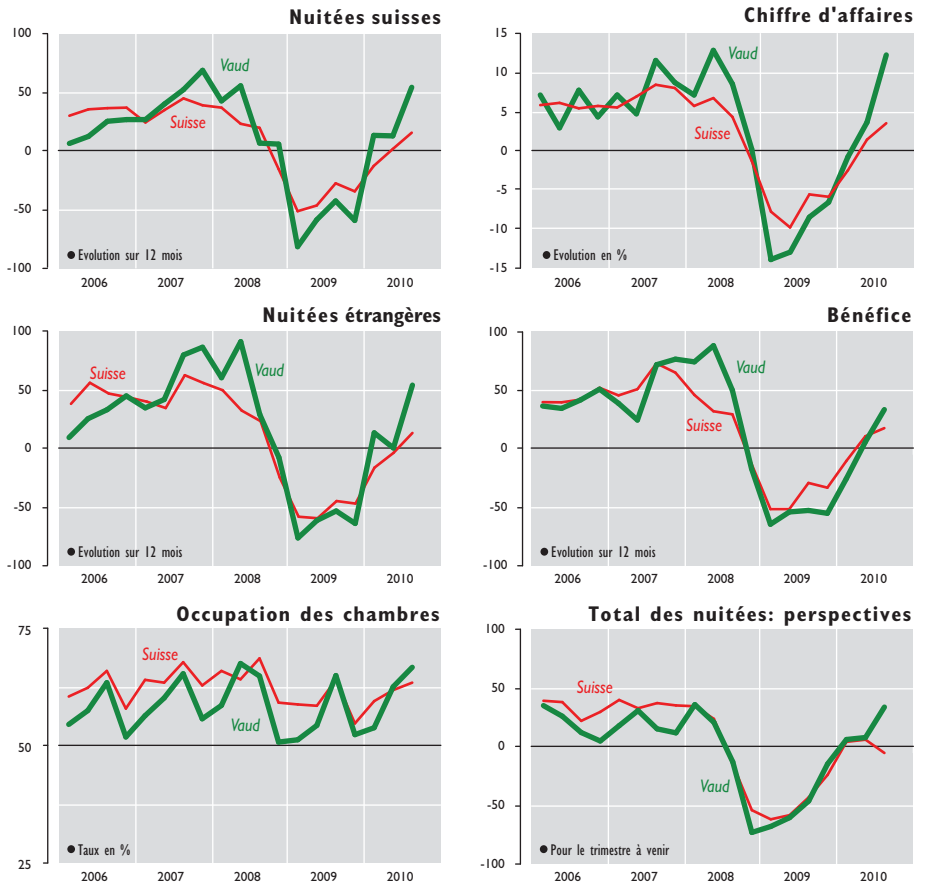 Nuitées suisses
100
50
0
-50
-100
Vaud
Suisse
● Evolution sur 12 mois
2006 2007 2008 2009 2010
Chiffre d'affaires
15
10
5
0
-5
-10
-15
Vaud
Suisse
● Evolution en %
2006 2007 2008 2009 2010
Nuitées étrangères
100
50
0
-50
-100
Suisse
Vaud
● Evolution sur 12 mois
2006 2007 2008 2009 2010
Bénéfice
100
50
0
-50
-100
Vaud
Suisse
● Evolution sur 12 mois
2006 2007 2008 2009 2010
Occupation des chambres
75
50
25
Suisse
Vaud
● Taux en %
2006 2007 2008 2009 2010
Total des nuitées: perspectives
100
50
0
-50
-100
Suisse
Vaud
● Pour le trimestre à venir
2006 2007 2008 2009 2010